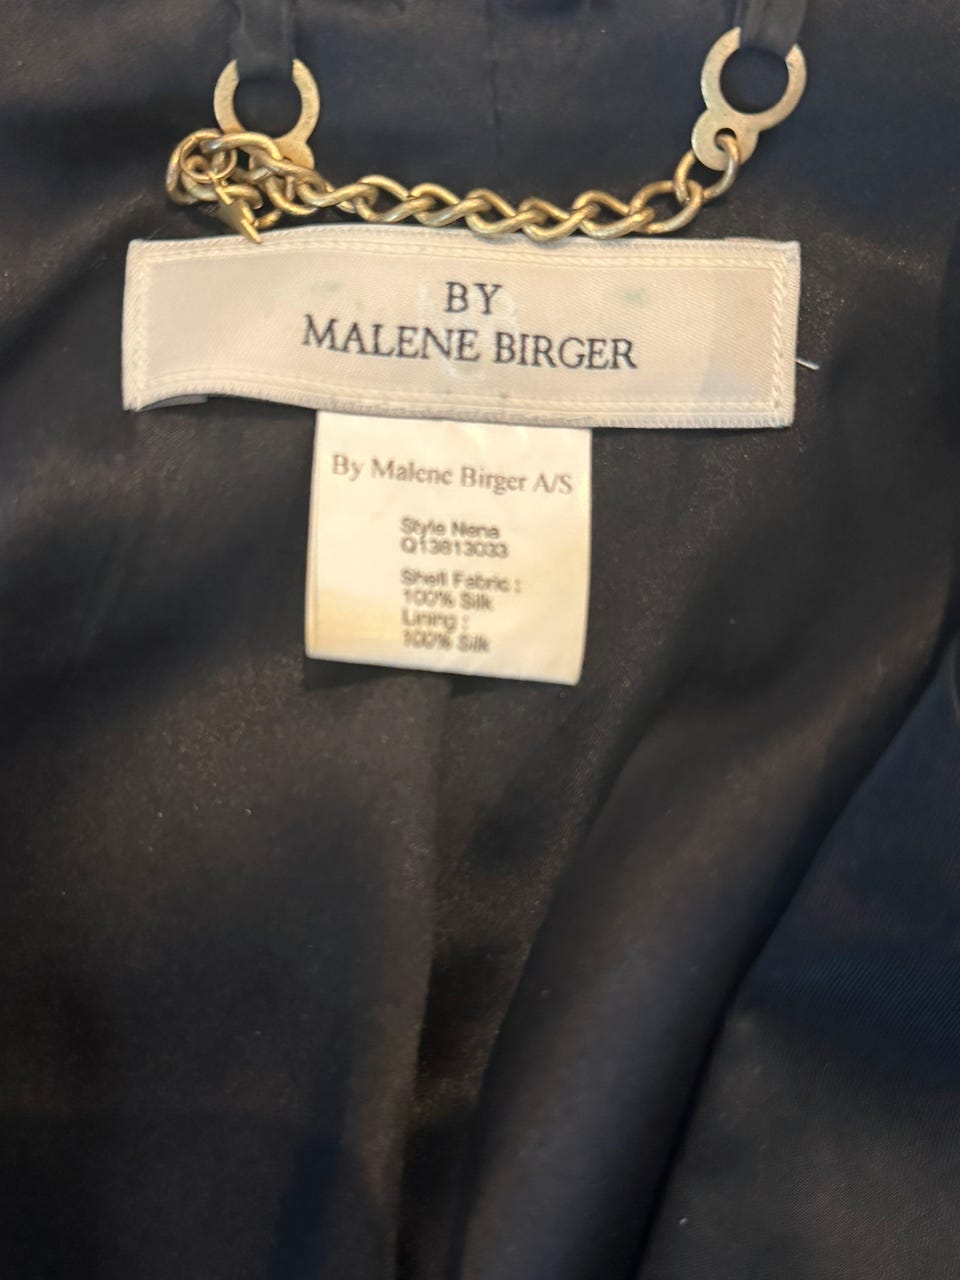 BY
MALENE BIRGER
By Malene Birger A/S
Style Nena
Q13813033
Shell Fabric :
100% Silk
Lining :
100% Silk